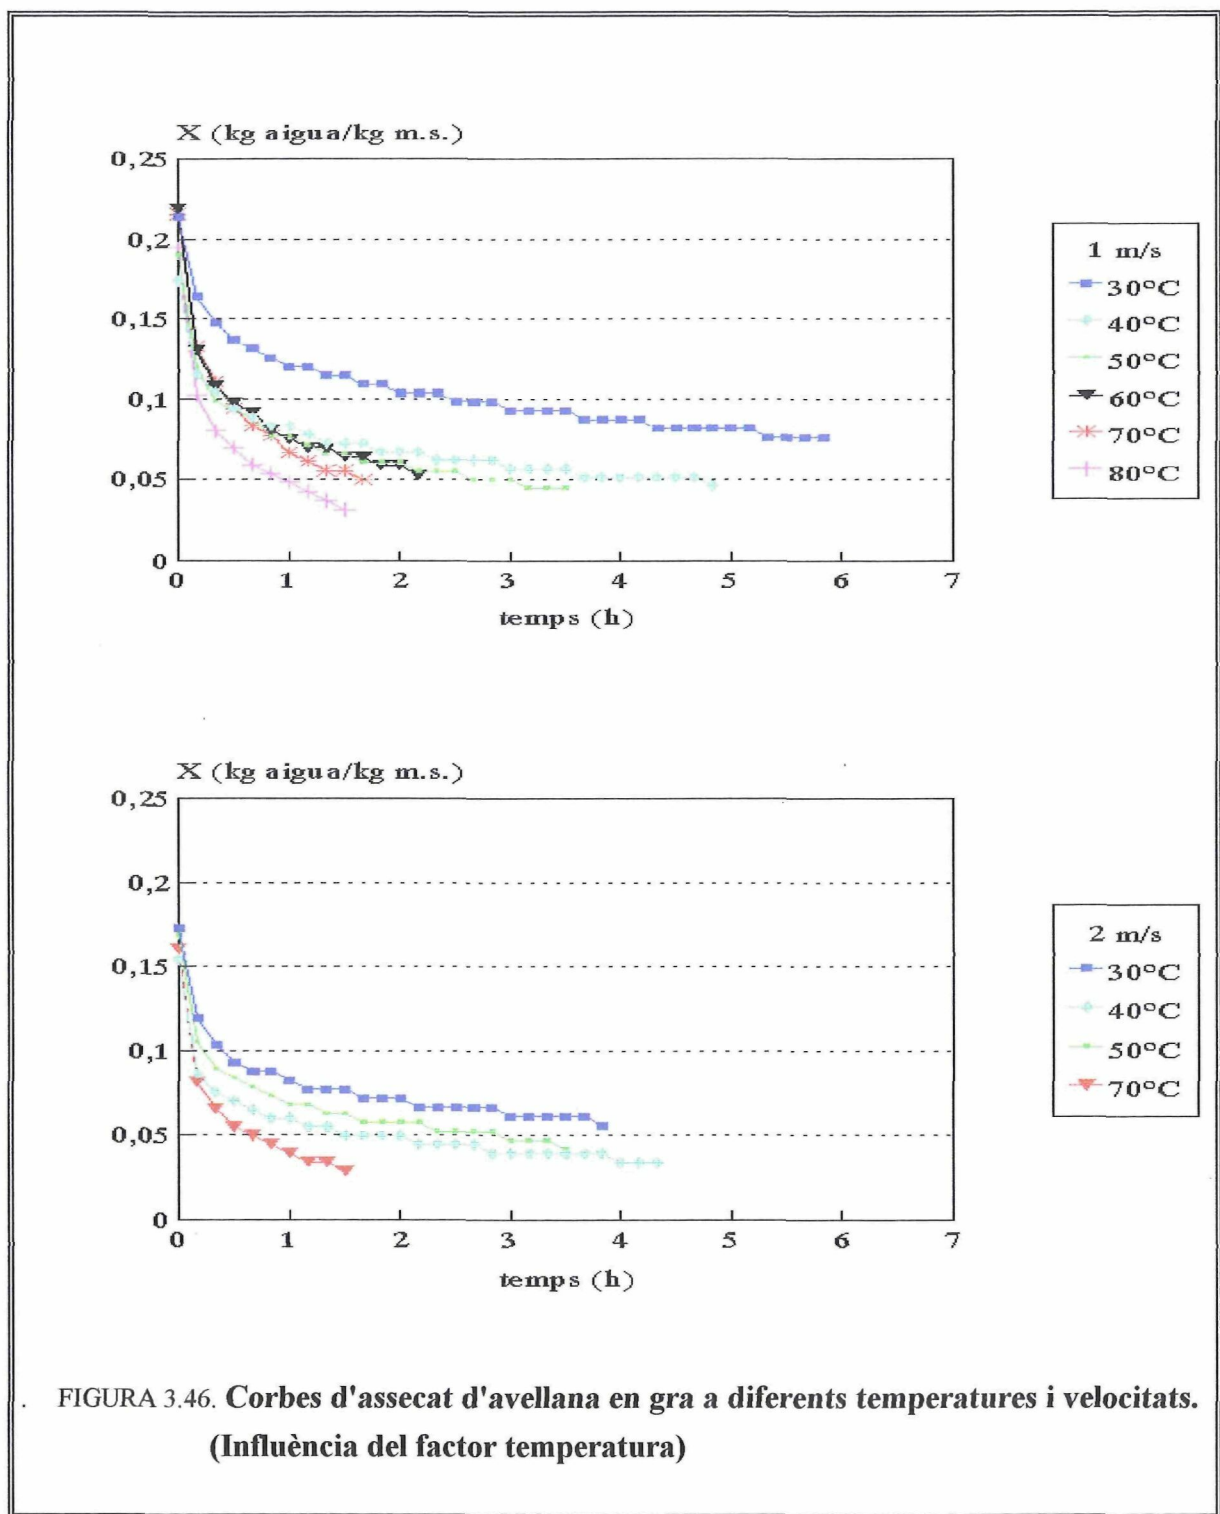 X (kg aigua/kg m.s.)
0,25
0,2
0,15
0,1
0,05
0
0 1 2 3 4 5 6 7
temps (h)
1 m/s
30°C
40°C
50°C
60°C
70°C
80°C
X (kg aigua/kg m.s.)
0,25
0,2
0,15
0,1
0,05
0
0 1 2 3 4 5 6 7
temps (h)
2 m/s
30°C
40°C
50°C
70°C
. FIGURA 3.46. Corbes d'assecat d'avellana en gra a diferents temperatures i velocitats.
(Influència del factor temperatura)